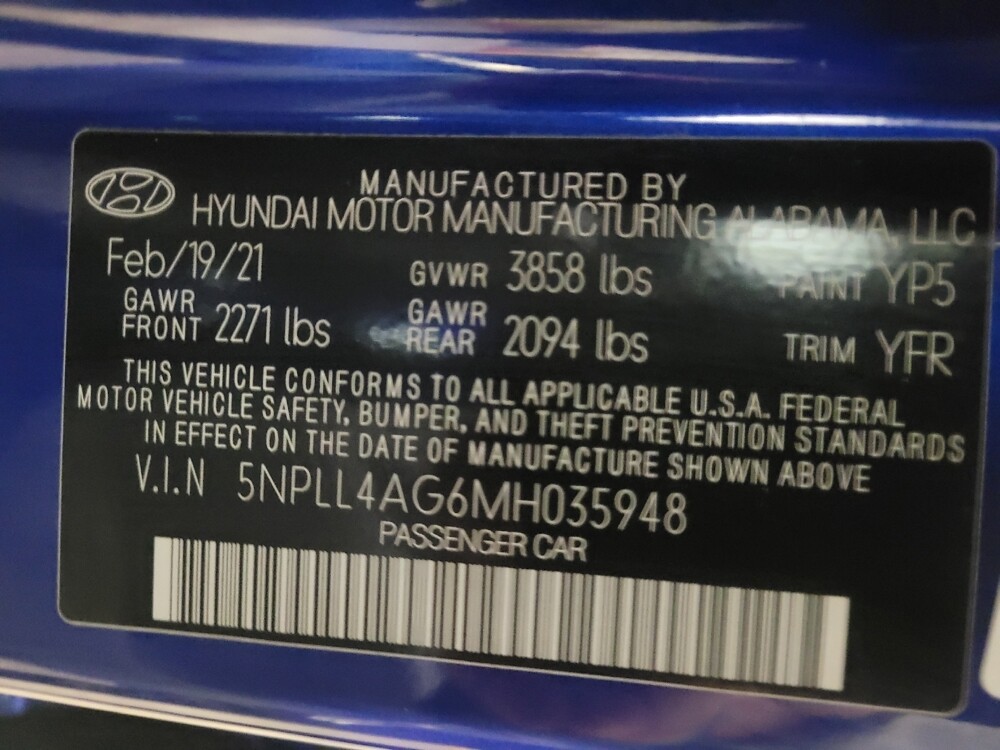 MANUFACTURED BY
HYUNDAI MOTOR MANUFACTURING ALABAMA, LLC
Feb/19/21 GVWR 3858 lbs PAINT YP5
GAWR FRONT 2271 lbs GAWR REAR 2094 lbs TRIM YFR
THIS VEHICLE CONFORMS TO ALL APPLICABLE U.S.A. FEDERAL
MOTOR VEHICLE SAFETY, BUMPER, AND THEFT PREVENTION STANDARDS
IN EFFECT ON THE DATE OF MANUFACTURE SHOWN ABOVE
V.I.N 5NPLL4AG6MH035948
PASSENGER CAR